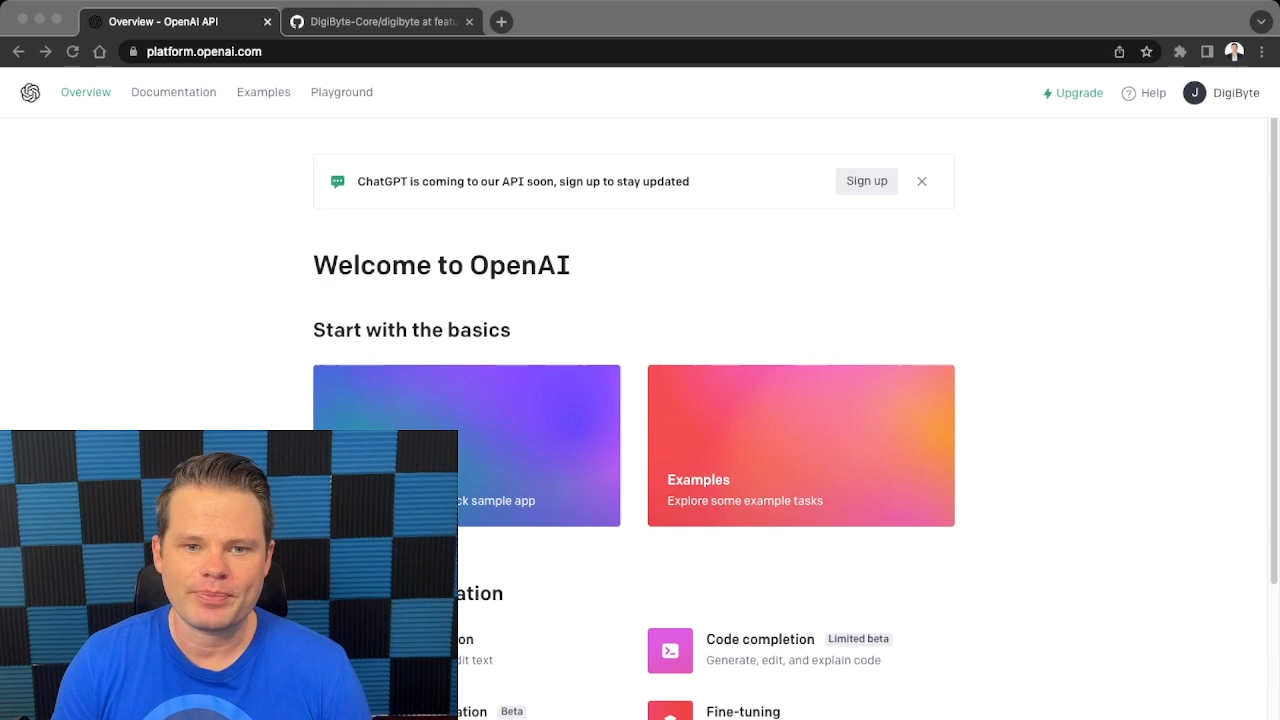 Overview - OpenAI API
DigiByte-Core/digibyte at featu
platform.openai.com
Overview
Documentation
Examples
Playground
Upgrade
Help
J
DigiByte
ChatGPT is coming to our API soon, sign up to stay updated
Sign up
Welcome to OpenAI
Start with the basics
ck sample app
Examples
Explore some example tasks
ation
on
dit text
Code completion
Limited beta
Generate, edit, and explain code
ation
Beta
Fine-tuning